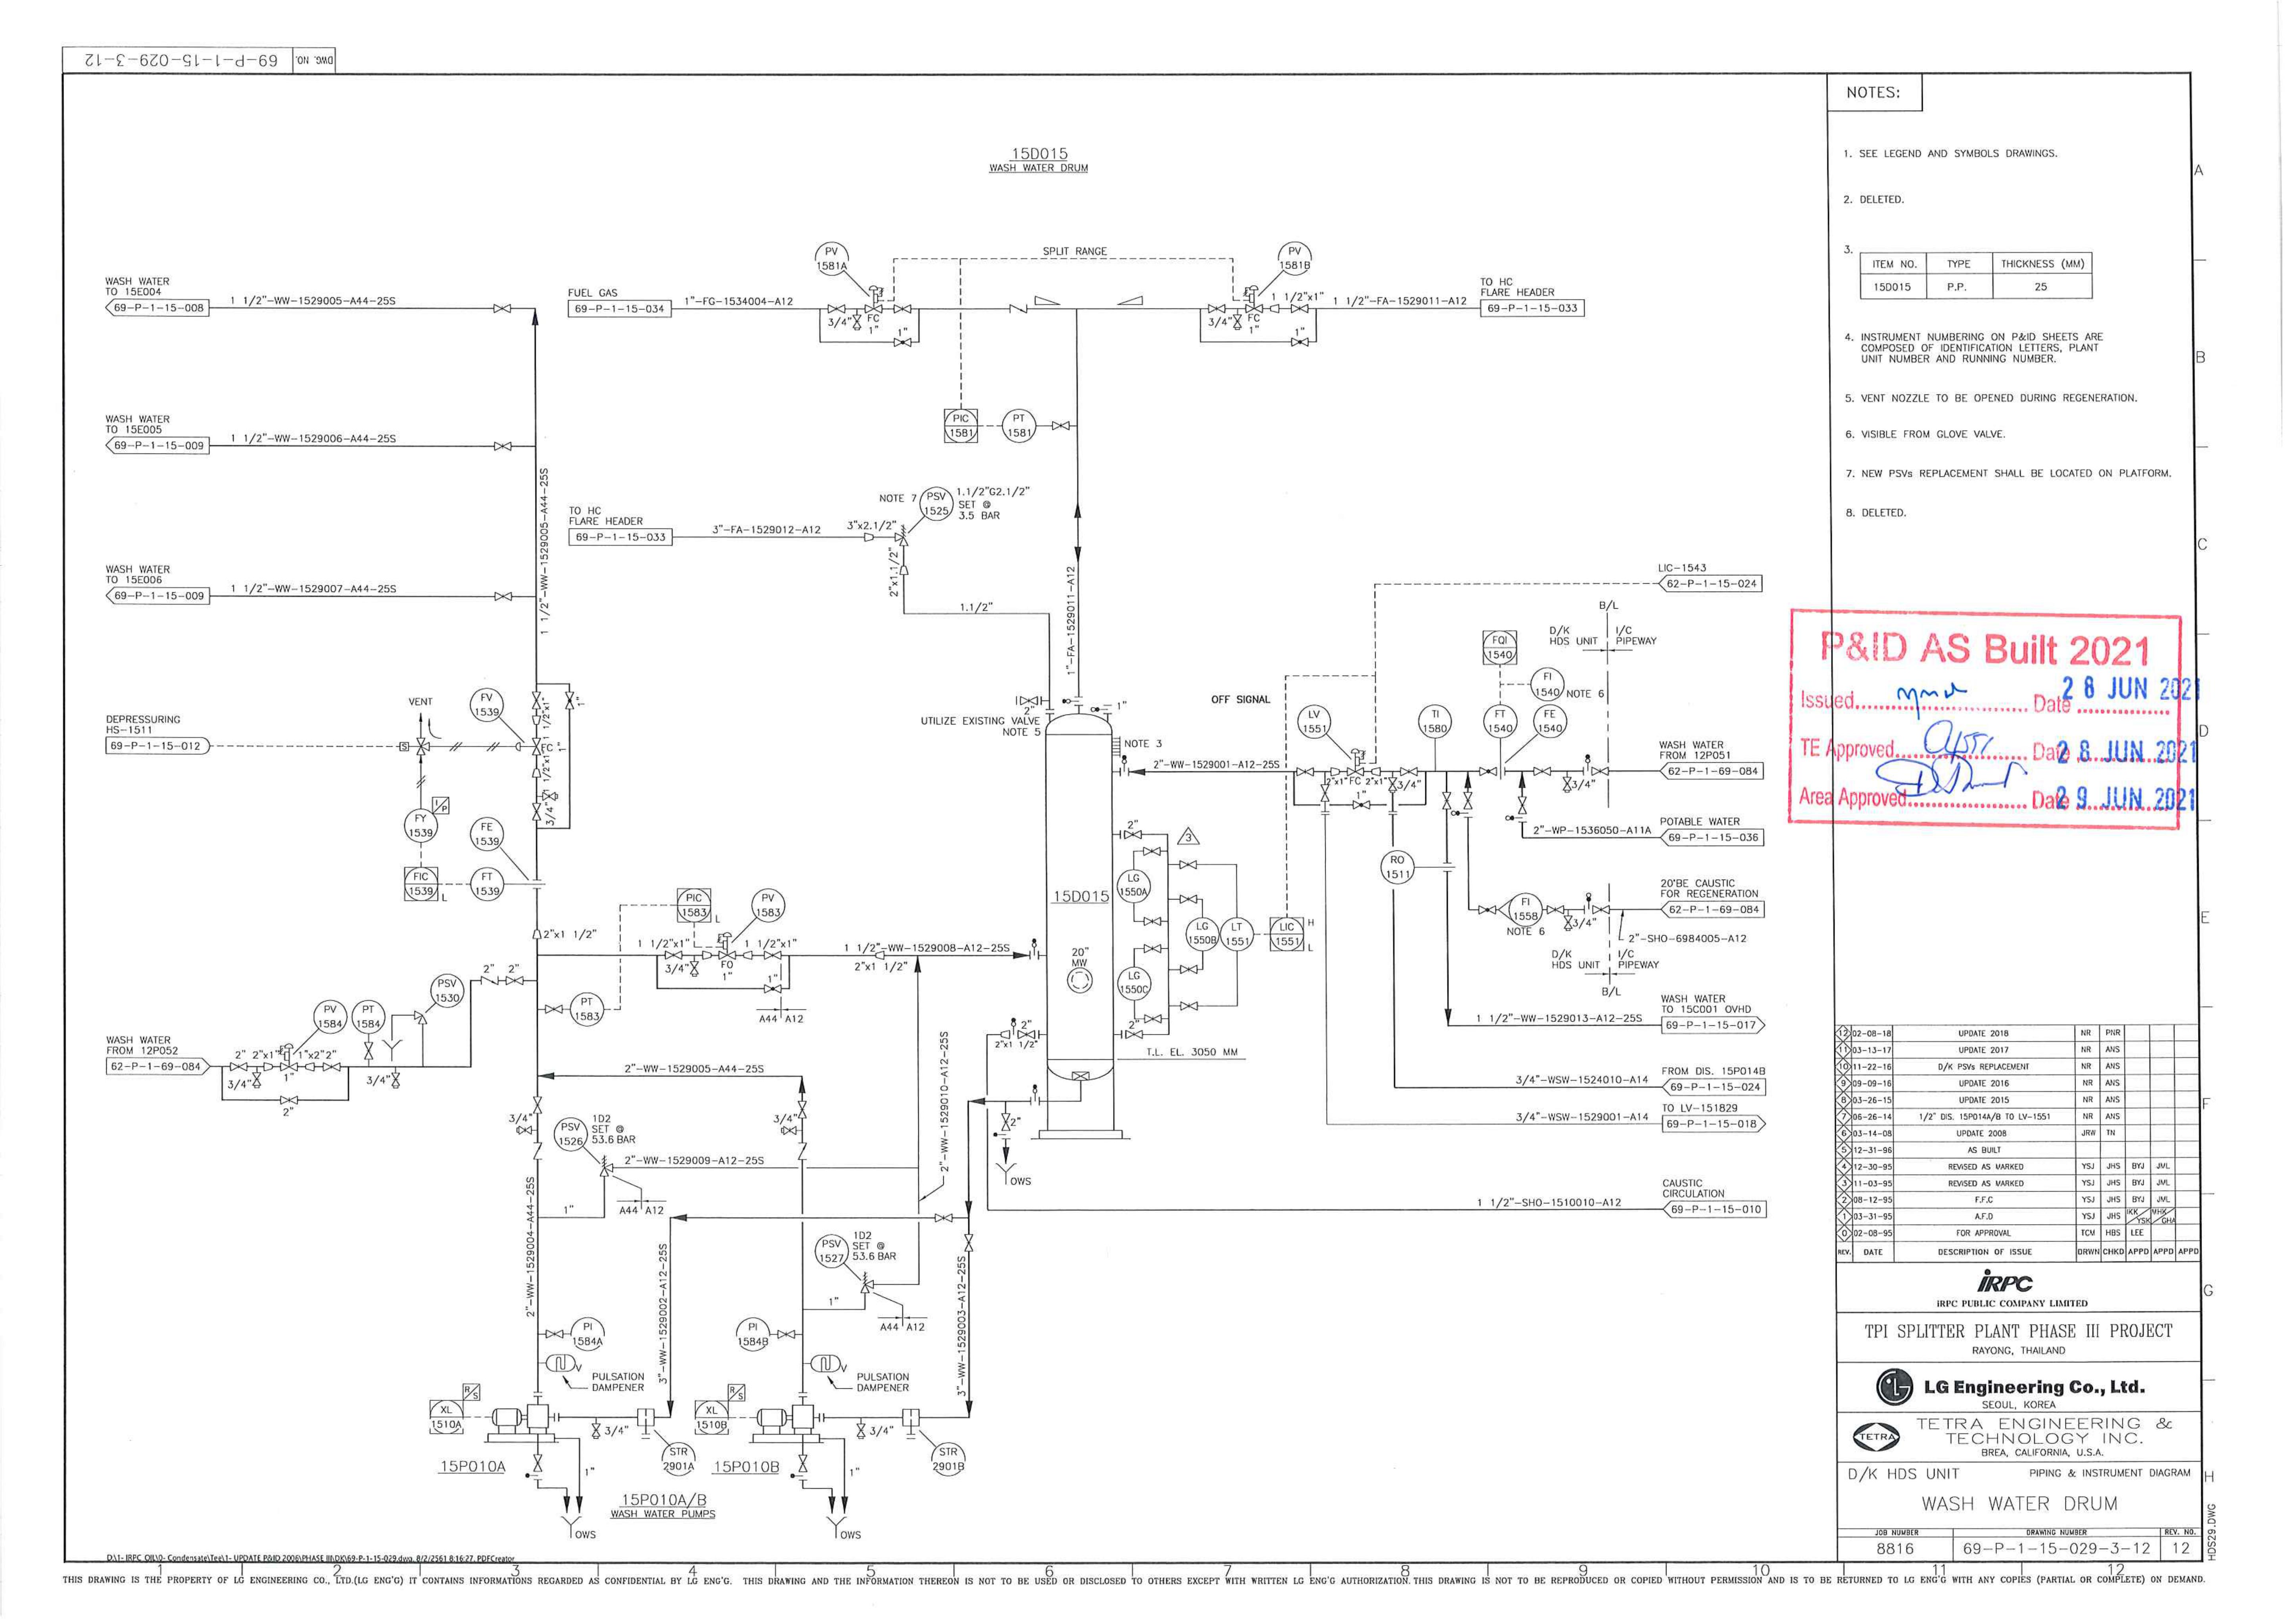 DWG. NO. 69-P-1-15-029-3-12
15D015
WASH WATER DRUM
WASH WATER
TO 15E004
69-P-1-15-008
1 1/2"-WW-1529005-A44-25S
WASH WATER
TO 15E005
69-P-1-15-009
1 1/2"-WW-1529006-A44-25S
WASH WATER
TO 15E006
69-P-1-15-009
1 1/2"-WW-1529007-A44-25S
1 1/2"-WW-1529005-A44-25S
FUEL GAS
69-P-1-15-034
1"-FG-1534004-A12
PV
1581A
SPLIT RANGE
PV
1581B
3/4"
FC
1"
1"
3/4"
FC
1"
1 1/2"x1"
1"
1 1/2"-FA-1529011-A12
TO HC
FLARE HEADER
69-P-1-15-033
PIC
1581
PT
1581
TO HC
FLARE HEADER
69-P-1-15-033
3"-FA-1529012-A12
3"x2.1/2"
NOTE 7
PSV
1525
1.1/2"G2.1/2"
SET @
3.5 BAR
2"x1.1/2"
1.1/2"
1"-FA-1529011-A12
DEPRESSURING
HS-1511
69-P-1-15-012
VENT
S
FV
1539
FC
1 1/2"x1"
1"
1"
1 1/2"x1"
3/4"
FY
1539
I/P
FE
1539
FIC
1539
L
FT
1539
2"x1 1/2"
2"
UTILIZE EXISTING VALVE
NOTE 5
1"
NOTE 3
OFF SIGNAL
LIC-1543
62-P-1-15-024
LV
1551
2"-WW-1529001-A12-25S
2"x1"
FC
2"x1"
3/4"
1"
TI
1580
FQI
1540
FI
1540
NOTE 6
FT
1540
FE
1540
B/L
D/K
HDS UNIT
I/C
PIPEWAY
3/4"
WASH WATER
FROM 12P051
62-P-1-69-084
POTABLE WATER
69-P-1-15-036
2"-WP-1536050-A11A
RO
1511
20°BE CAUSTIC
FOR REGENERATION
62-P-1-69-084
FI
1558
NOTE 6
3/4"
2"-SHO-6984005-A12
D/K
HDS UNIT
I/C
PIPEWAY
B/L
15D015
20"
MW
2"
3
LG
1550A
LG
1550B
LG
1550C
LT
1551
LIC
1551
H
L
2"
T.L. EL. 3050 MM
WASH WATER
TO 15C001 OVHD
69-P-1-15-017
1 1/2"-WW-1529013-A12-25S
FROM DIS. 15P014B
69-P-1-15-024
3/4"-WSW-1524010-A14
TO LV-151829
69-P-1-15-018
3/4"-WSW-1529001-A14
CAUSTIC
CIRCULATION
69-P-1-15-010
1 1/2"-SHO-1510010-A12
PIC
1583
L
PV
1583
1 1/2"x1"
1 1/2"x1"
3/4"
FO
1"
1"
A44 A12
1 1/2"-WW-1529008-A12-25S
2"x1 1/2"
PT
1583
2" 2"
PSV
1530
PV
1584
PT
1584
WASH WATER
FROM 12P052
62-P-1-69-084
2" 2"x1"
1"x2"
2"
3/4"
1"
2"
3/4"
2"
2"x1 1/2"
2"
OWS
2"-WW-1529005-A44-25S
3/4"
3/4"
1D2
PSV
1526
SET @
53.6 BAR
2"-WW-1529009-A12-25S
A44 A12
1"
2"-WW-1529010-A12-25S
2"-WW-1529004-A44-25S
1D2
PSV
1527
SET @
53.6 BAR
1"
A44 A12
3"-WW-1529002-A12-25S
3"-WW-1529003-A12-25S
PI
1584A
PI
1584B
V
PULSATION
DAMPENER
V
PULSATION
DAMPENER
R/S
XL
1510A
3/4"
STR
2901A
R/S
XL
1510B
3/4"
STR
2901B
15P010A
1"
OWS
15P010B
1"
OWS
15P010A/B
WASH WATER PUMPS
NOTES:
1. SEE LEGEND AND SYMBOLS DRAWINGS.
2. DELETED.
3.
ITEM NO. TYPE THICKNESS (MM)
15D015 P.P. 25
4. INSTRUMENT NUMBERING ON P&ID SHEETS ARE
COMPOSED OF IDENTIFICATION LETTERS, PLANT
UNIT NUMBER AND RUNNING NUMBER.
5. VENT NOZZLE TO BE OPENED DURING REGENERATION.
6. VISIBLE FROM GLOVE VALVE.
7. NEW PSVs REPLACEMENT SHALL BE LOCATED ON PLATFORM.
8. DELETED.
P&ID AS Built 2021
Issued Date 28 JUN 2021
TE Approved Date 28 JUN 2021
Area Approved Date 29 JUN 2021
12 02-08-18 UPDATE 2018 NR PNR
11 03-13-17 UPDATE 2017 NR ANS
10 11-22-16 D/K PSVs REPLACEMENT NR ANS
9 09-09-16 UPDATE 2016 NR ANS
8 03-26-15 UPDATE 2015 NR ANS
7 06-26-14 1/2" DIS. 15P014A/B TO LV-1551 NR ANS
6 03-14-08 UPDATE 2008 JRW TN
5 12-31-96 AS BUILT
4 12-30-95 REVISED AS MARKED YSJ JHS BYJ JML
3 11-03-95 REVISED AS MARKED YSJ JHS BYJ JML
2 08-12-95 F.F.C YSJ JHS BYJ JML
1 03-31-95 A.F.D YSJ JHS IKK/YSK MHK/GHA
0 02-08-95 FOR APPROVAL TCM HBS LEE
REV. DATE DESCRIPTION OF ISSUE DRWN CHKD APPD APPD APPD
iRPC
IRPC PUBLIC COMPANY LIMITED
TPI SPLITTER PLANT PHASE III PROJECT
RAYONG, THAILAND
LG Engineering Co., Ltd.
SEOUL, KOREA
TETRA
TETRA ENGINEERING &
TECHNOLOGY INC.
BREA, CALIFORNIA, U.S.A.
D/K HDS UNIT PIPING & INSTRUMENT DIAGRAM
WASH WATER DRUM
JOB NUMBER DRAWING NUMBER REV. NO.
8816 69-P-1-15-029-3-12 12
HDS29.DWG
A
B
C
D
E
F
G
H
D:\1- IRPC OIL\D- Condensate\Tee\1- UPDATE P&ID 2006\PHASE III\DK\69-P-1-15-029.dwg, 8/2/2561 8:16:27, PDFCreator
1 2 3 4 5 6 7 8 9 10 11 12
THIS DRAWING IS THE PROPERTY OF LG ENGINEERING CO., LTD.(LG ENG'G) IT CONTAINS INFORMATIONS REGARDED AS CONFIDENTIAL BY LG ENG'G. THIS DRAWING AND THE INFORMATION THEREON IS NOT TO BE USED OR DISCLOSED TO OTHERS EXCEPT WITH WRITTEN LG ENG'G AUTHORIZATION. THIS DRAWING IS NOT TO BE REPRODUCED OR COPIED WITHOUT PERMISSION AND IS TO BE RETURNED TO LG ENG'G WITH ANY COPIES (PARTIAL OR COMPLETE) ON DEMAND.